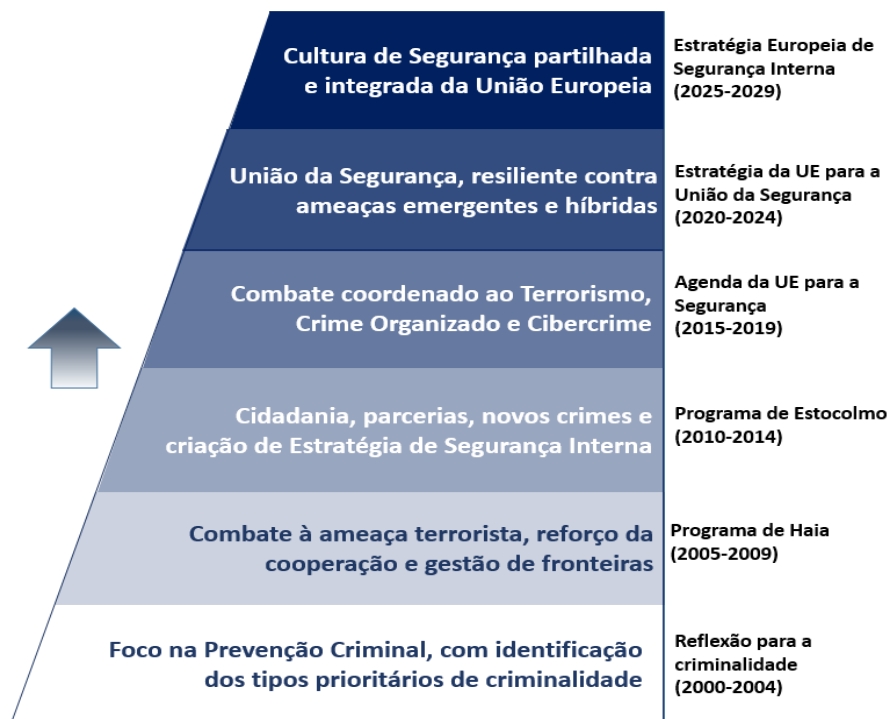 Cultura de Segurança partilhada
e integrada da União Europeia
Estratégia Europeia de
Segurança Interna
(2025-2029)
União da Segurança, resiliente contra
ameaças emergentes e híbridas
Estratégia da UE para a
União da Segurança
(2020-2024)
Combate coordenado ao Terrorismo,
Crime Organizado e Cibercrime
Agenda da UE para a
Segurança
(2015-2019)
Cidadania, parcerias, novos crimes e
criação de Estratégia de Segurança Interna
Programa de Estocolmo
(2010-2014)
Combate à ameaça terrorista, reforço da
cooperação e gestão de fronteiras
Programa de Haia
(2005-2009)
Foco na Prevenção Criminal, com identificação
dos tipos prioritários de criminalidade
Reflexão para a
criminalidade
(2000-2004)